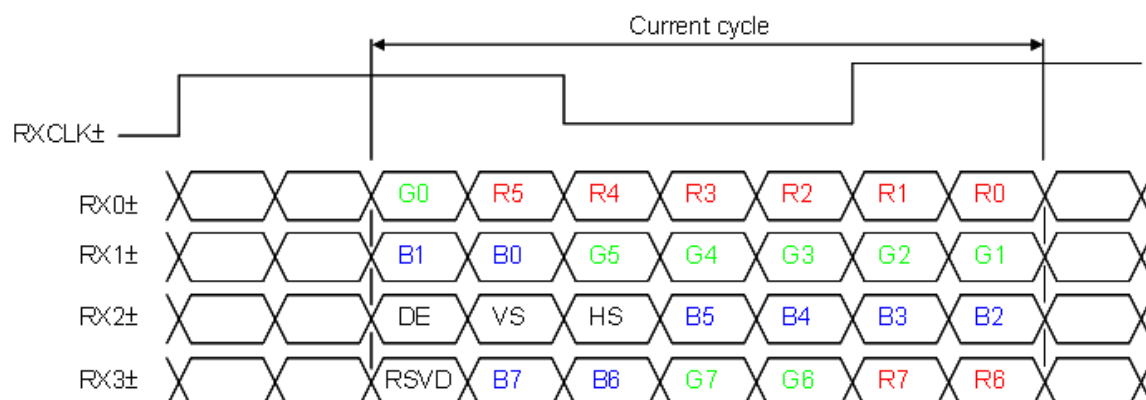 Current cycle
RXCLK±
RX0± G0 R5 R4 R3 R2 R1 R0
RX1± B1 B0 G5 G4 G3 G2 G1
RX2± DE VS HS B5 B4 B3 B2
RX3± RSVD B7 B6 G7 G6 R7 R6